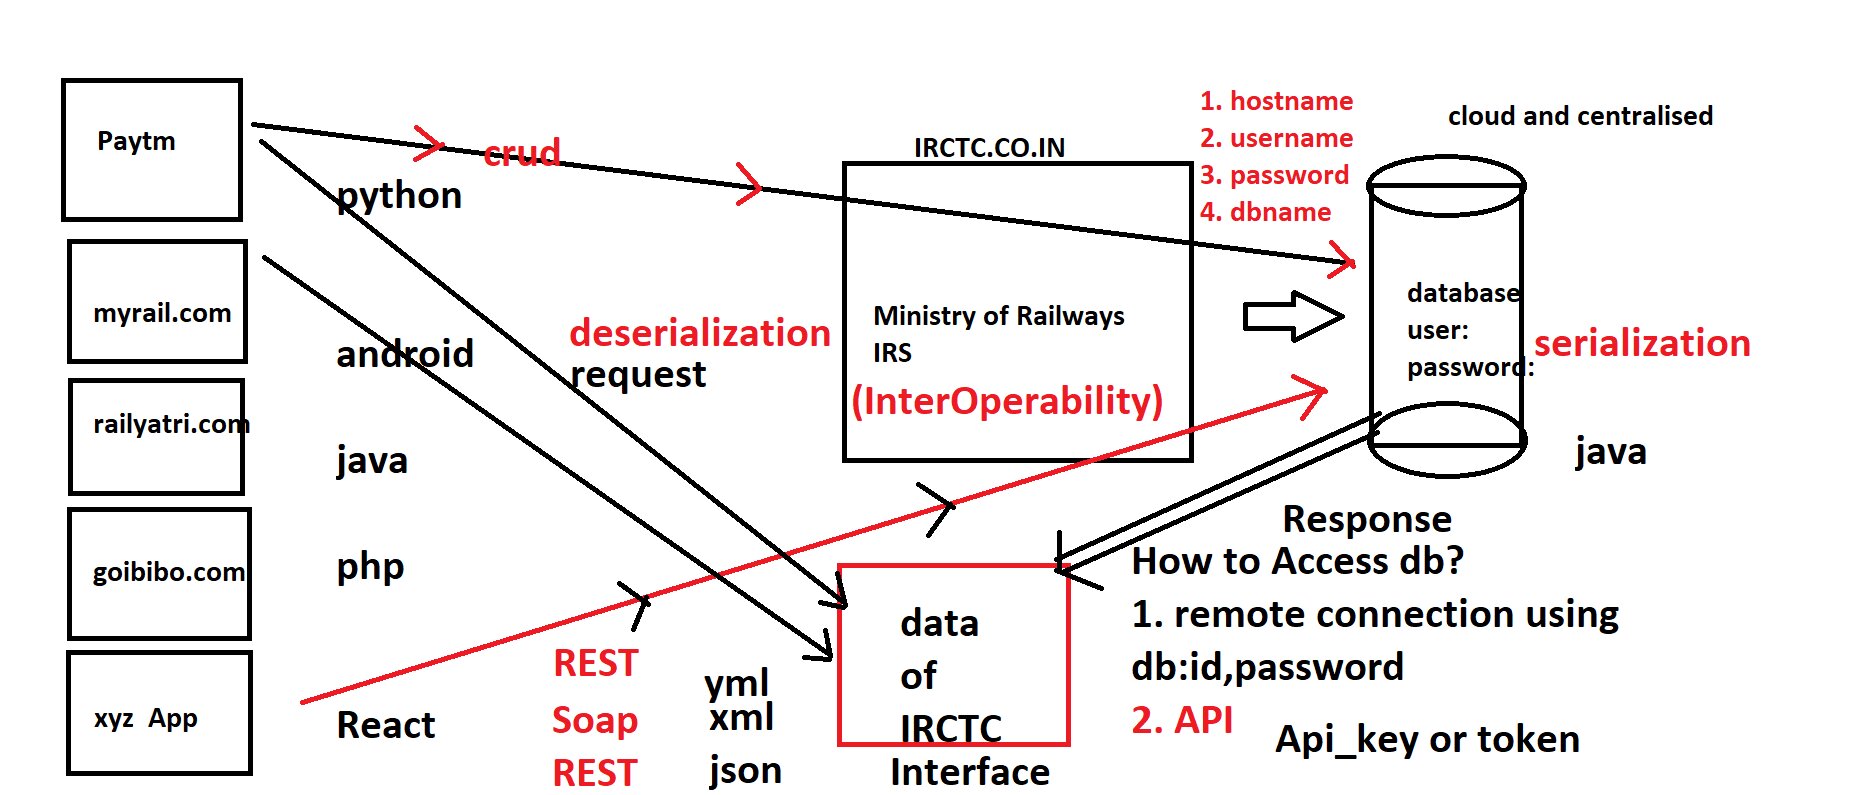 Paytm
myrail.com
railyatri.com
goibibo.com
xyz App
python
android
java
php
React
crud
deserialization
request
REST
Soap
REST
yml
xml
json
IRCTC.CO.IN
Ministry of Railways
IRS
(InterOperability)
data
of
IRCTC
Interface
1. hostname
2. username
3. password
4. dbname
cloud and centralised
database
user:
password:
serialization
java
Response
How to Access db?
1. remote connection using
db:id,password
2. API
Api_key or token